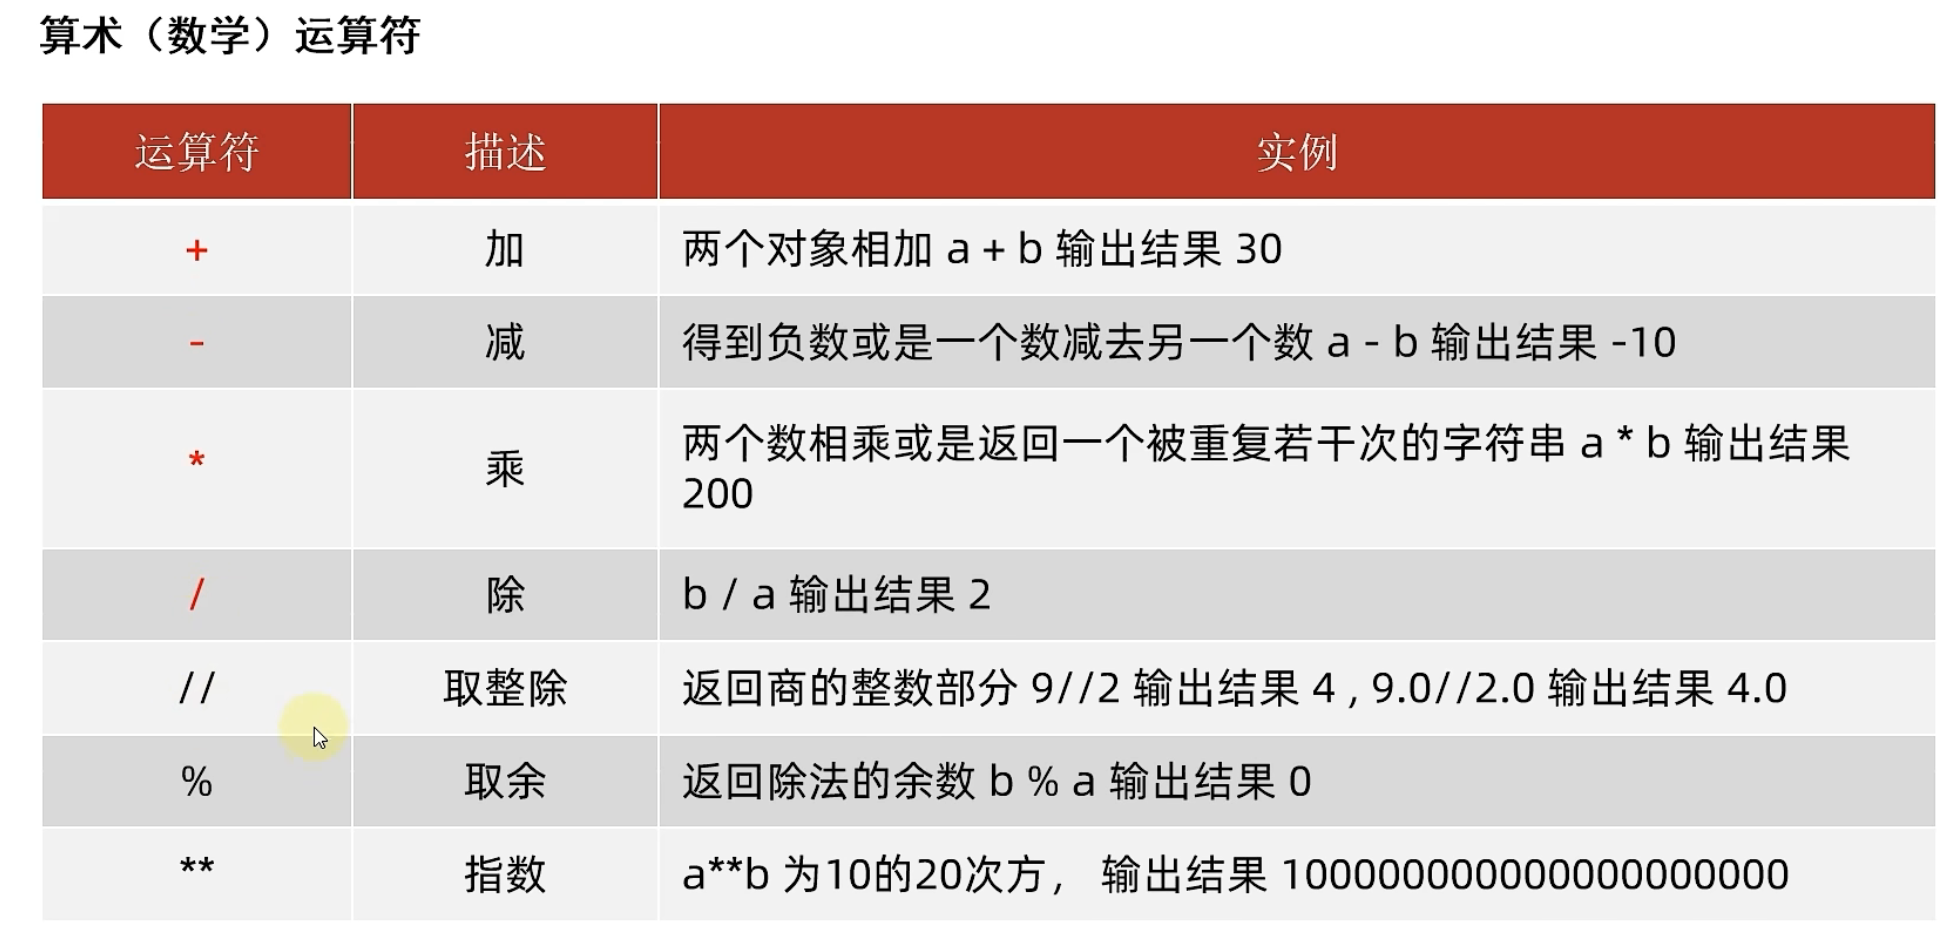 算术（数学）运算符
运算符 描述 实例
+ 加 两个对象相加 a + b 输出结果 30
- 减 得到负数或是一个数减去另一个数 a - b 输出结果 -10
* 乘 两个数相乘或是返回一个被重复若干次的字符串 a * b 输出结果
200
/ 除 b / a 输出结果 2
// 取整除 返回商的整数部分 9//2 输出结果 4 , 9.0//2.0 输出结果 4.0
% 取余 返回除法的余数 b % a 输出结果 0
** 指数 a**b 为10的20次方， 输出结果 100000000000000000000